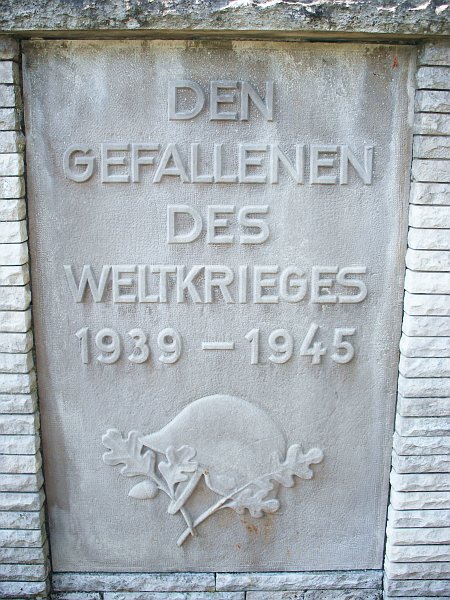 DEN
GEFALLENEN
DES
WELTKRIEGES
1939 – 1945